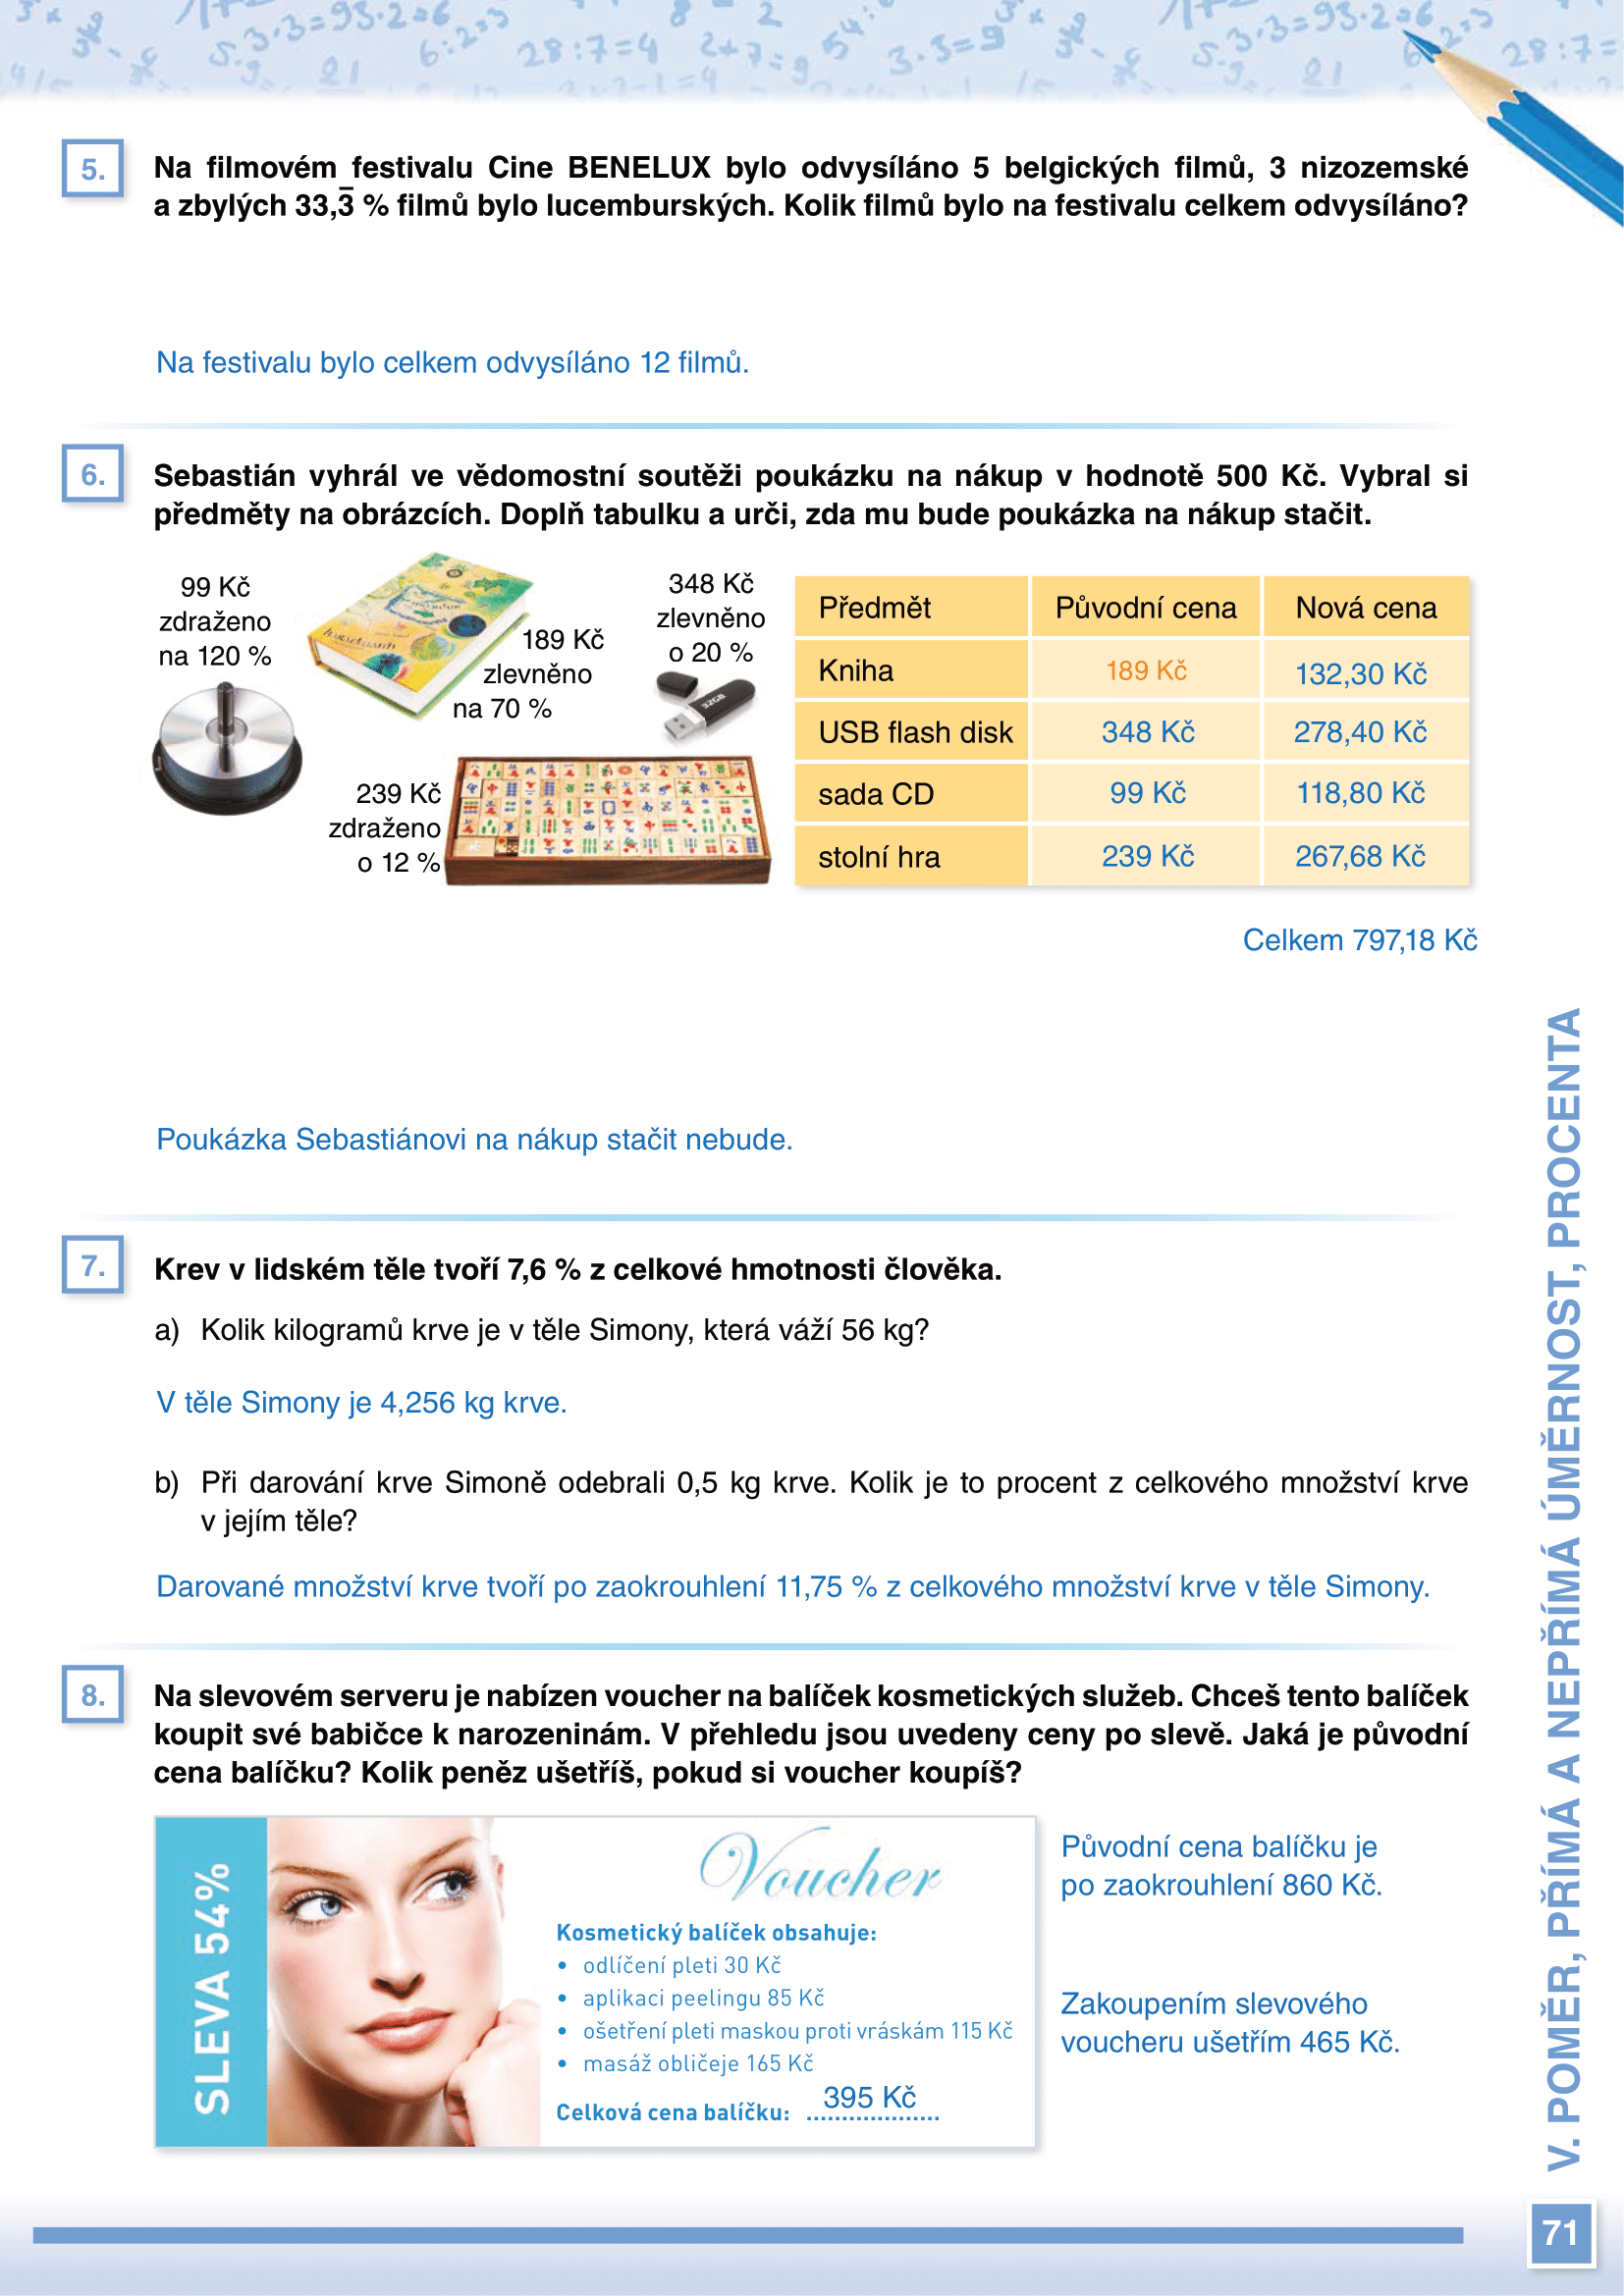 5.
Na filmovém festivalu Cine BENELUX bylo odvysíláno 5 belgických filmů, 3 nizozemské
a zbylých 33,3̅ % filmů bylo lucemburských. Kolik filmů bylo na festivalu celkem odvysíláno?
Na festivalu bylo celkem odvysíláno 12 filmů.
6.
Sebastián vyhrál ve vědomostní soutěži poukázku na nákup v hodnotě 500 Kč. Vybral si
předměty na obrázcích. Doplň tabulku a urči, zda mu bude poukázka na nákup stačit.
99 Kč
zdraženo
na 120 %
189 Kč
zlevněno
na 70 %
348 Kč
zlevněno
o 20 %
32GB
239 Kč
zdraženo
o 12 %
Předmět Původní cena Nová cena
Kniha 189 Kč 132,30 Kč
USB flash disk 348 Kč 278,40 Kč
sada CD 99 Kč 118,80 Kč
stolní hra 239 Kč 267,68 Kč
Celkem 797,18 Kč
Poukázka Sebastiánovi na nákup stačit nebude.
7.
Krev v lidském těle tvoří 7,6 % z celkové hmotnosti člověka.
a) Kolik kilogramů krve je v těle Simony, která váží 56 kg?
V těle Simony je 4,256 kg krve.
b) Při darování krve Simoně odebrali 0,5 kg krve. Kolik je to procent z celkového množství krve
v jejím těle?
Darované množství krve tvoří po zaokrouhlení 11,75 % z celkového množství krve v těle Simony.
8.
Na slevovém serveru je nabízen voucher na balíček kosmetických služeb. Chceš tento balíček
koupit své babičce k narozeninám. V přehledu jsou uvedeny ceny po slevě. Jaká je původní
cena balíčku? Kolik peněz ušetříš, pokud si voucher koupíš?
SLEVA 54%
Voucher
Kosmetický balíček obsahuje:
• odlíčení pleti 30 Kč
• aplikaci peelingu 85 Kč
• ošetření pleti maskou proti vráskám 115 Kč
• masáž obličeje 165 Kč
Celková cena balíčku: 395 Kč
Původní cena balíčku je
po zaokrouhlení 860 Kč.
Zakoupením slevového
voucheru ušetřím 465 Kč.
V. POMĚR, PŘÍMÁ A NEPŘÍMÁ ÚMĚRNOST, PROCENTA
71